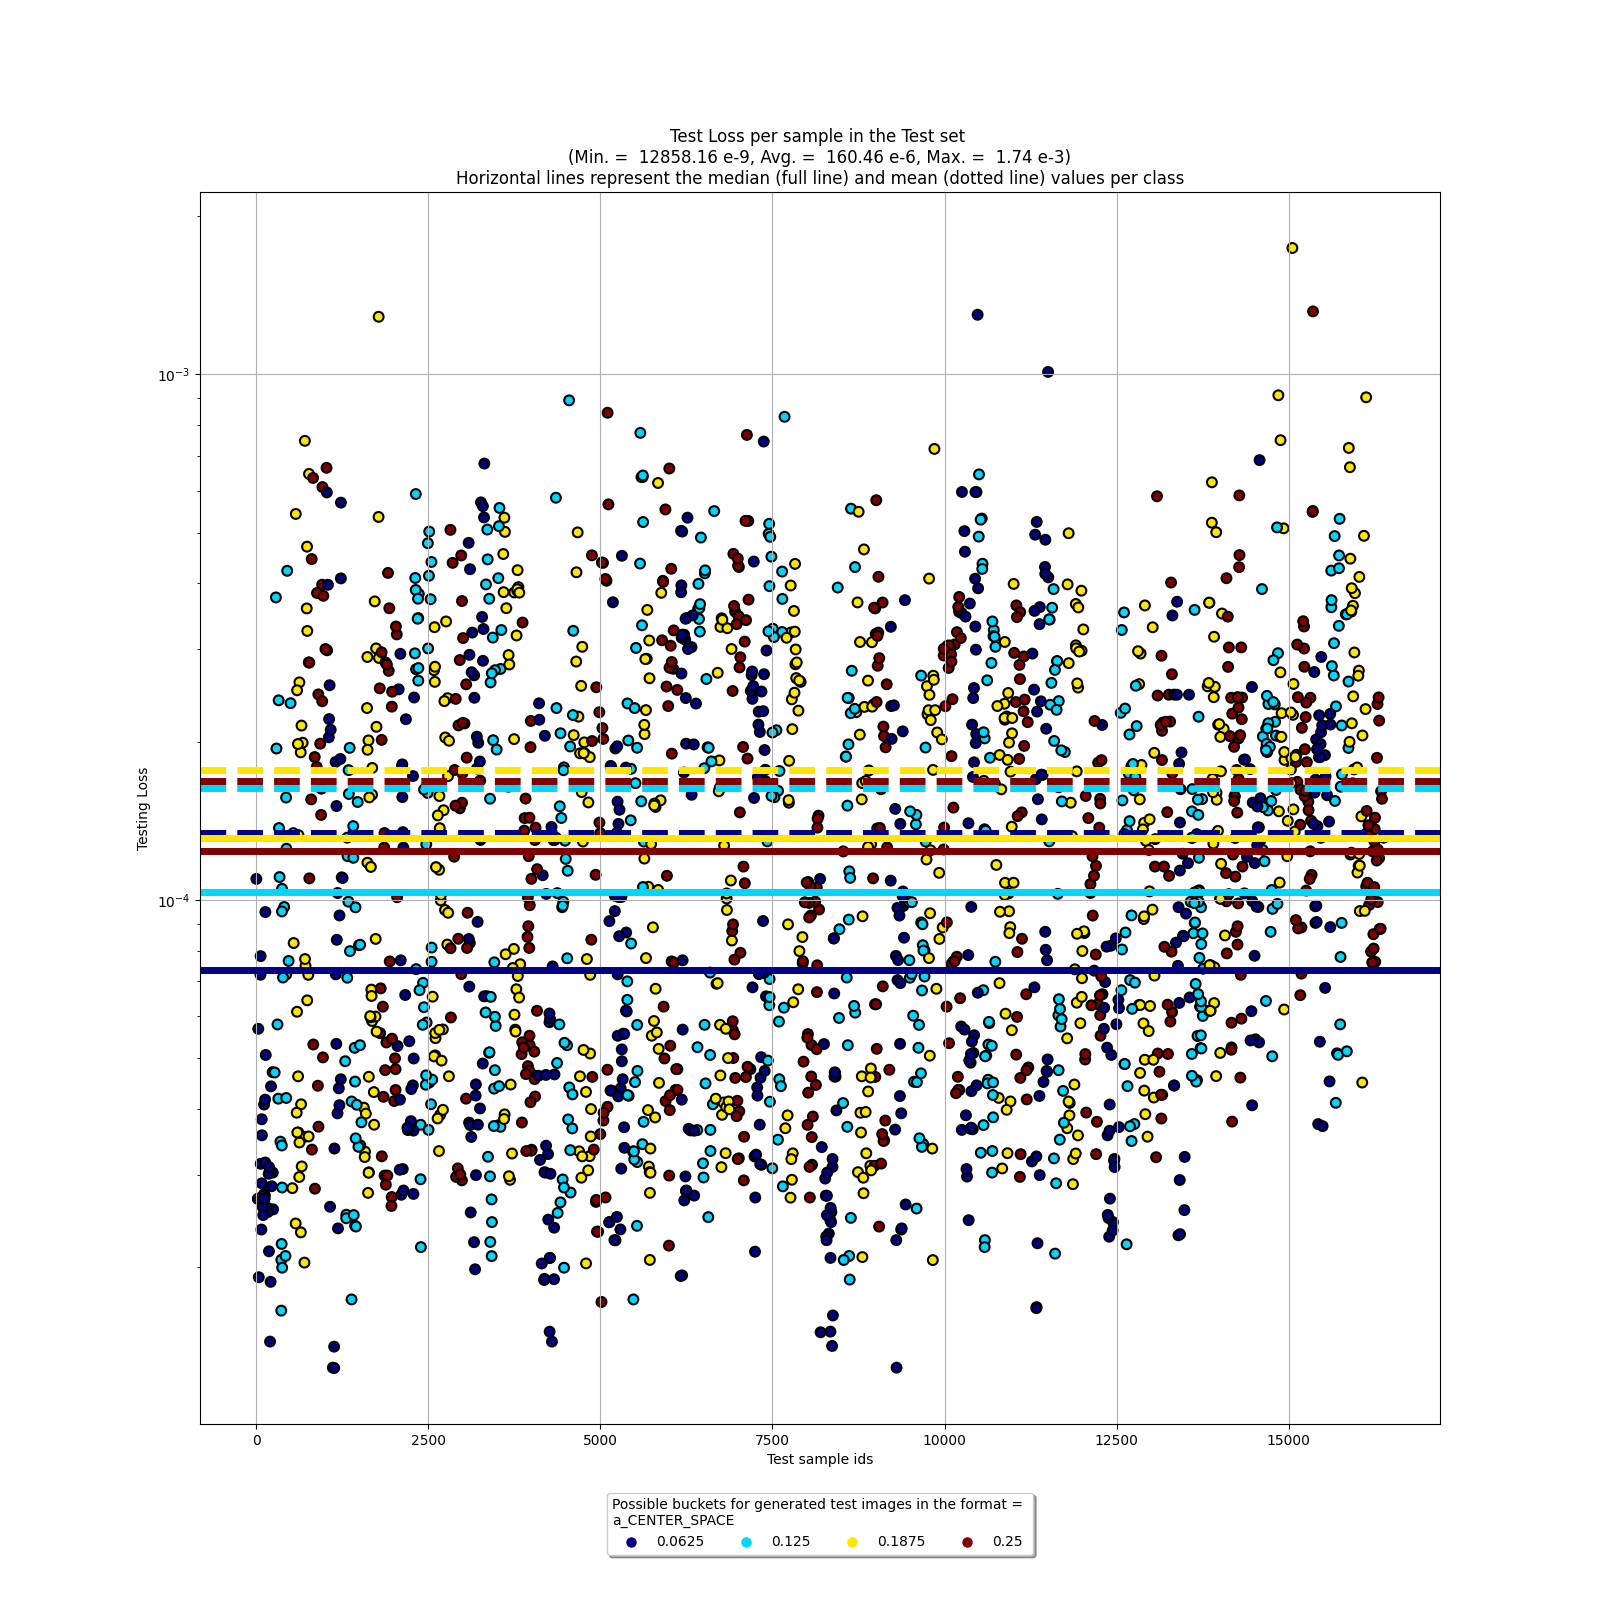 Test Loss per sample in the Test set
(Min. =  12858.16 e-9, Avg. =  160.46 e-6, Max. =  1.74 e-3)
Horizontal lines represent the median (full line) and mean (dotted line) values per class
10⁻³
10⁻⁴
Testing Loss
0 2500 5000 7500 10000 12500 15000
Test sample ids
Possible buckets for generated test images in the format =
a_CENTER_SPACE
0.0625 0.125 0.1875 0.25